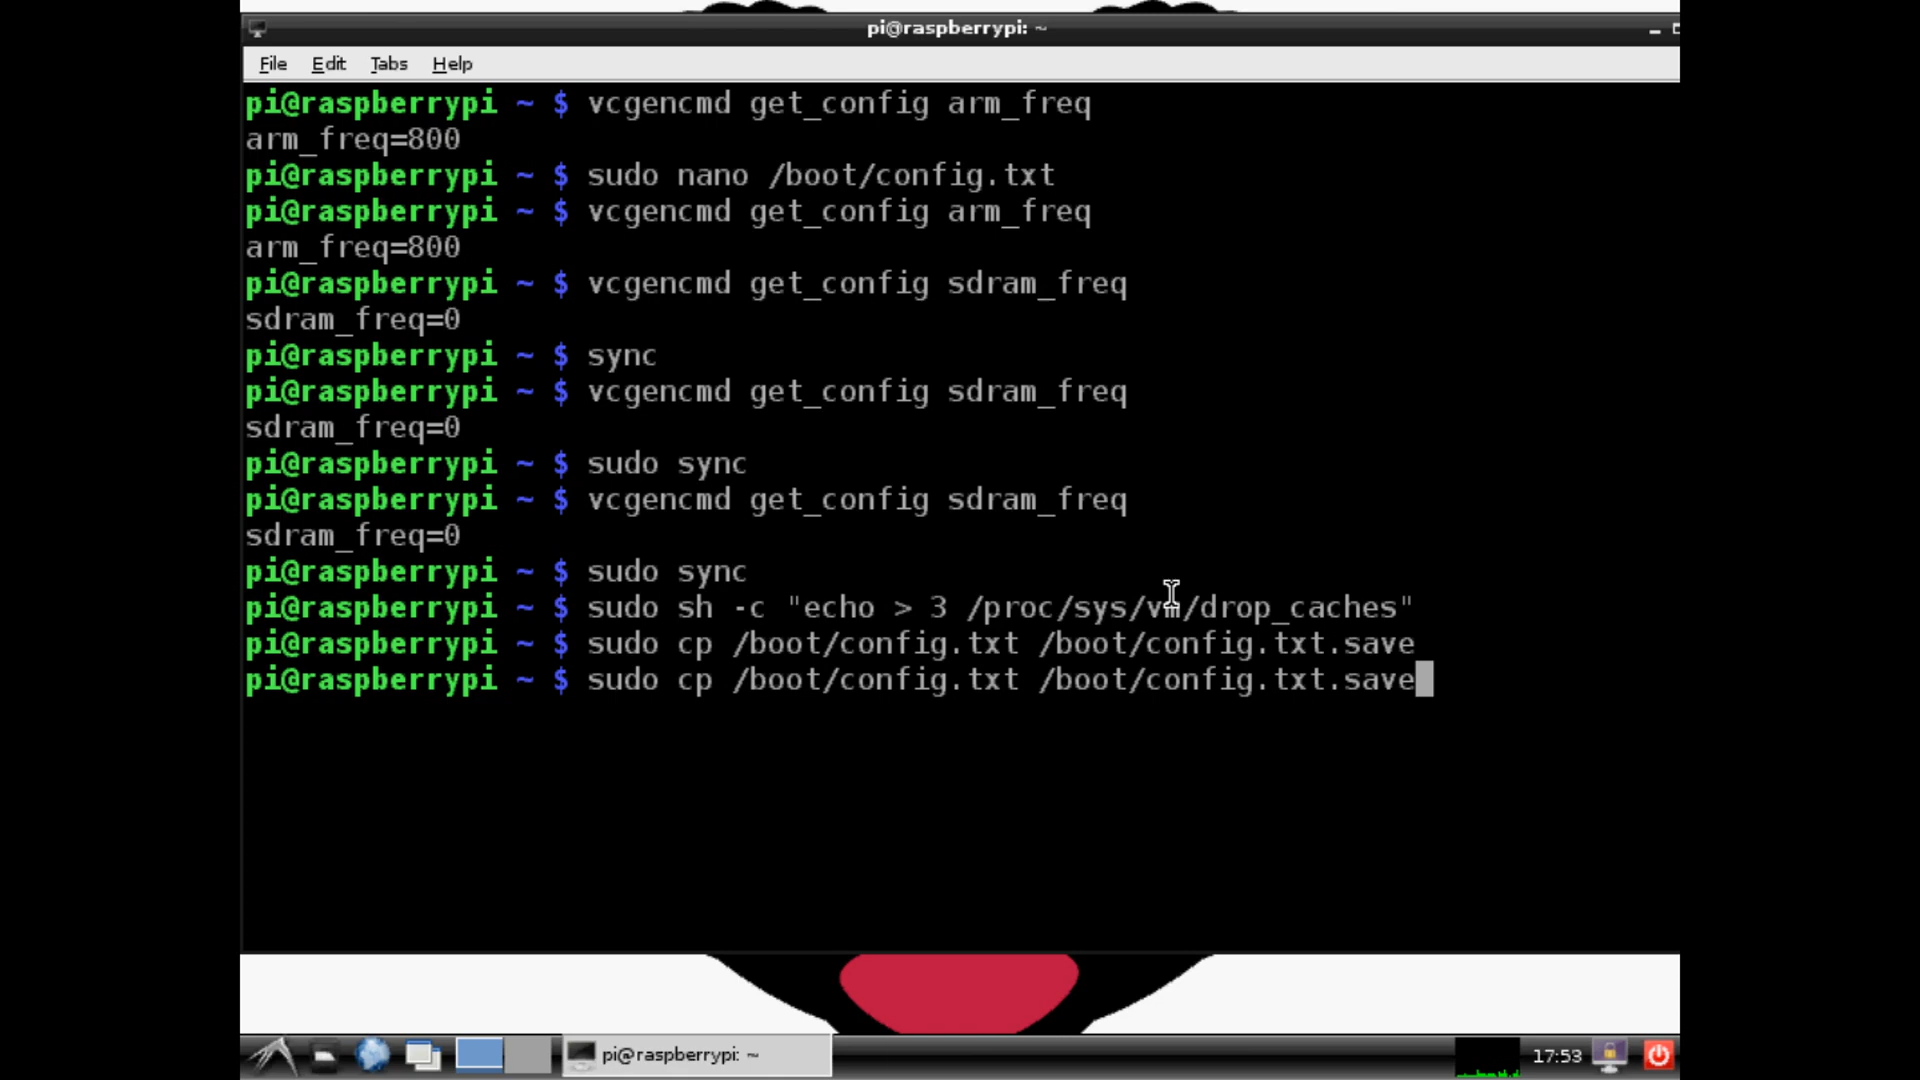 pi@raspberrypi: ~
File Edit Tabs Help
pi@raspberrypi ~ $ vcgencmd get_config arm_freq
arm_freq=800
pi@raspberrypi ~ $ sudo nano /boot/config.txt
pi@raspberrypi ~ $ vcgencmd get_config arm_freq
arm_freq=800
pi@raspberrypi ~ $ vcgencmd get_config sdram_freq
sdram_freq=0
pi@raspberrypi ~ $ sync
pi@raspberrypi ~ $ vcgencmd get_config sdram_freq
sdram_freq=0
pi@raspberrypi ~ $ sudo sync
pi@raspberrypi ~ $ vcgencmd get_config sdram_freq
sdram_freq=0
pi@raspberrypi ~ $ sudo sync
pi@raspberrypi ~ $ sudo sh -c "echo > 3 /proc/sys/vm/drop_caches"
pi@raspberrypi ~ $ sudo cp /boot/config.txt /boot/config.txt.save
pi@raspberrypi ~ $ sudo cp /boot/config.txt /boot/config.txt.save
pi@raspberrypi: ~ 17:53